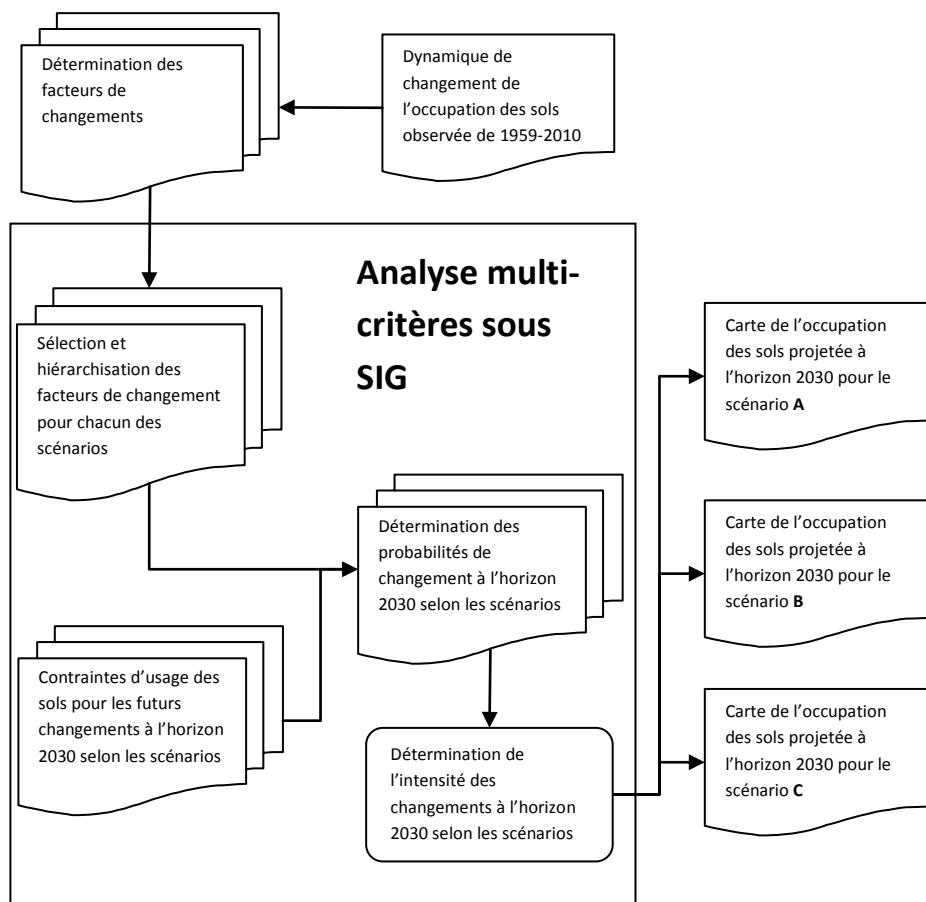 Détermination des
facteurs de
changements
Dynamique de
changement de
l'occupation des sols
observée de 1959-2010
Analyse multi-
critères sous
SIG
Sélection et
hiérarchisation des
facteurs de changement
pour chacun des
scénarios
Contraintes d'usage des
sols pour les futurs
changements à l'horizon
2030 selon les scénarios
Détermination des
probabilités de
changement à l'horizon
2030 selon les scénarios
Détermination de
l'intensité des
changements à l'horizon
2030 selon les scénarios
Carte de l'occupation
des sols projetée à
l'horizon 2030 pour le
scénario A
Carte de l'occupation
des sols projetée à
l'horizon 2030 pour le
scénario B
Carte de l'occupation
des sols projetée à
l'horizon 2030 pour le
scénario C